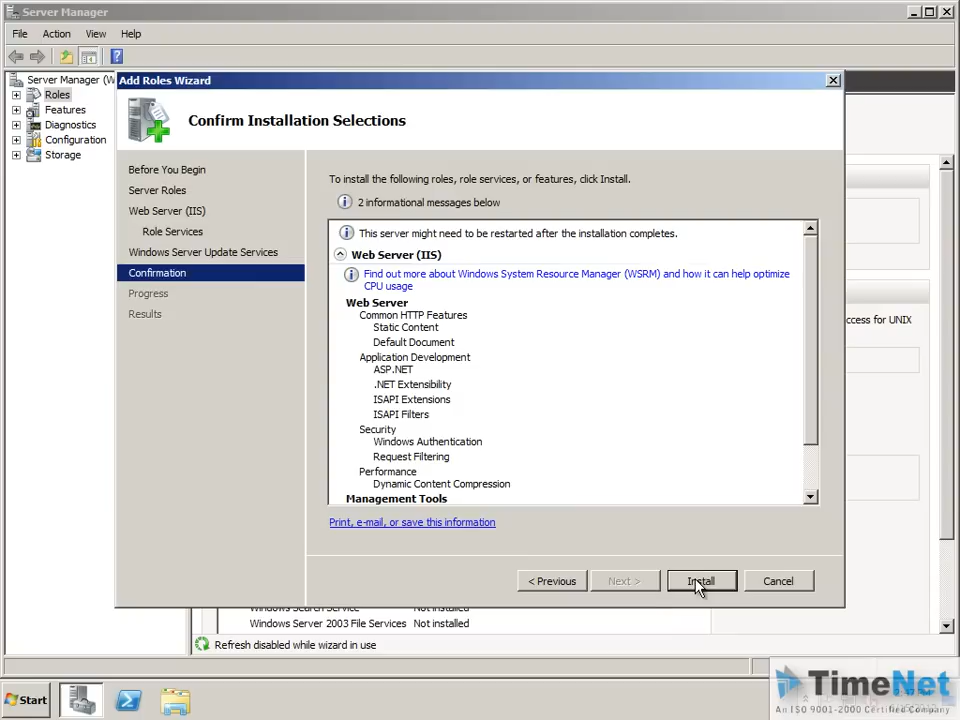 Server Manager
File Action View Help
Server Manager (W
Roles
Features
Diagnostics
Configuration
Storage
Add Roles Wizard
Confirm Installation Selections
Before You Begin
Server Roles
Web Server (IIS)
Role Services
Windows Server Update Services
Confirmation
Progress
Results
To install the following roles, role services, or features, click Install.
2 informational messages below
This server might need to be restarted after the installation completes.
Web Server (IIS)
Find out more about Windows System Resource Manager (WSRM) and how it can help optimize
CPU usage
Web Server
Common HTTP Features
Static Content
Default Document
Application Development
ASP.NET
.NET Extensibility
ISAPI Extensions
ISAPI Filters
Security
Windows Authentication
Request Filtering
Performance
Dynamic Content Compression
Management Tools
Print, e-mail, or save this information
< Previous Next > Install Cancel
ccess for UNIX
Windows Search Service Not installed
Windows Server 2003 File Services Not installed
Refresh disabled while wizard in use
Start
TimeNet
An ISO 9001-2000 Certified Company